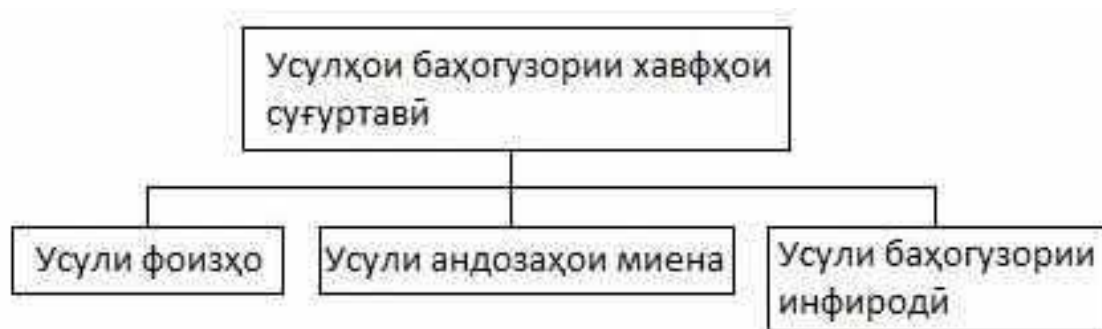 Усулҳои баҳогузории хавфҳои
суғуртавӣ
Усули фоизҳо
Усули андозаҳои миена
Усули баҳогузории
инфиродӣ